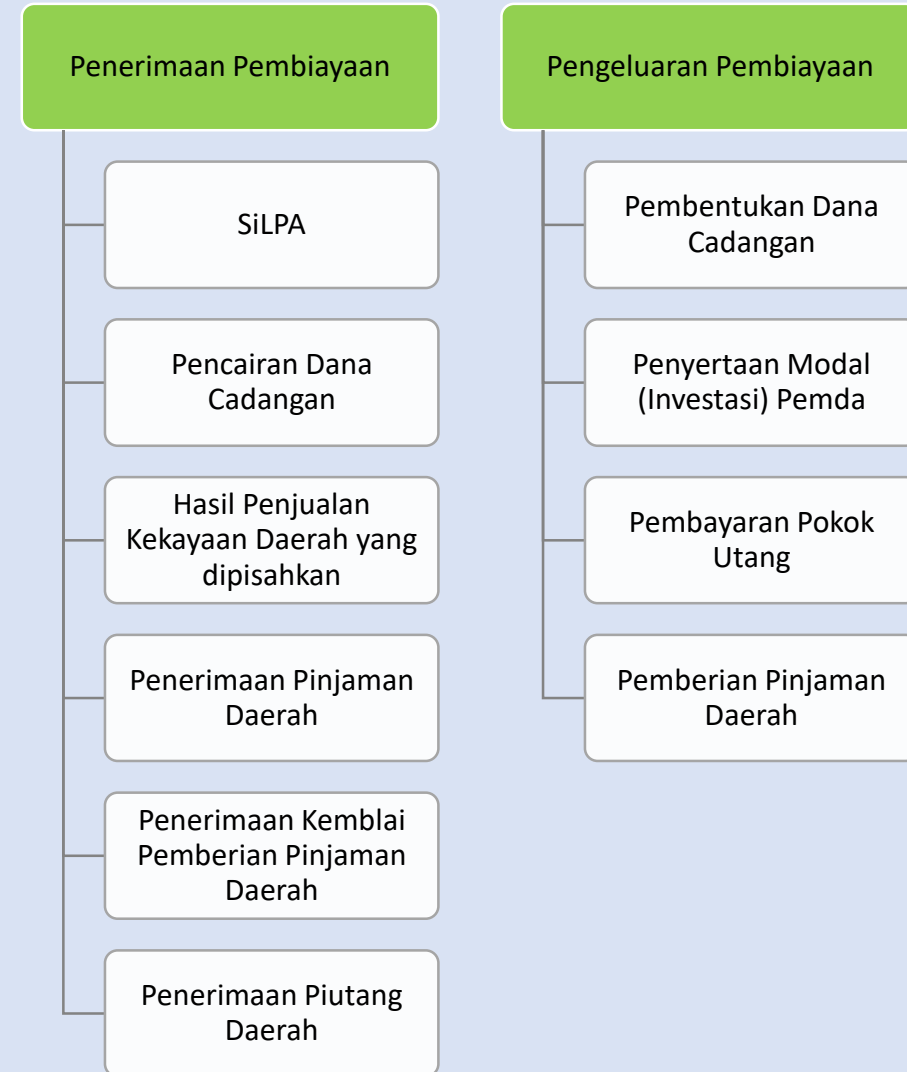 Penerimaan Pembiayaan
SiLPA
Pencairan Dana
Cadangan
Hasil Penjualan
Kekayaan Daerah yang
dipisahkan
Penerimaan Pinjaman
Daerah
Penerimaan Kemblai
Pemberian Pinjaman
Daerah
Penerimaan Piutang
Daerah
Pengeluaran Pembiayaan
Pembentukan Dana
Cadangan
Penyertaan Modal
(Investasi) Pemda
Pembayaran Pokok
Utang
Pemberian Pinjaman
Daerah